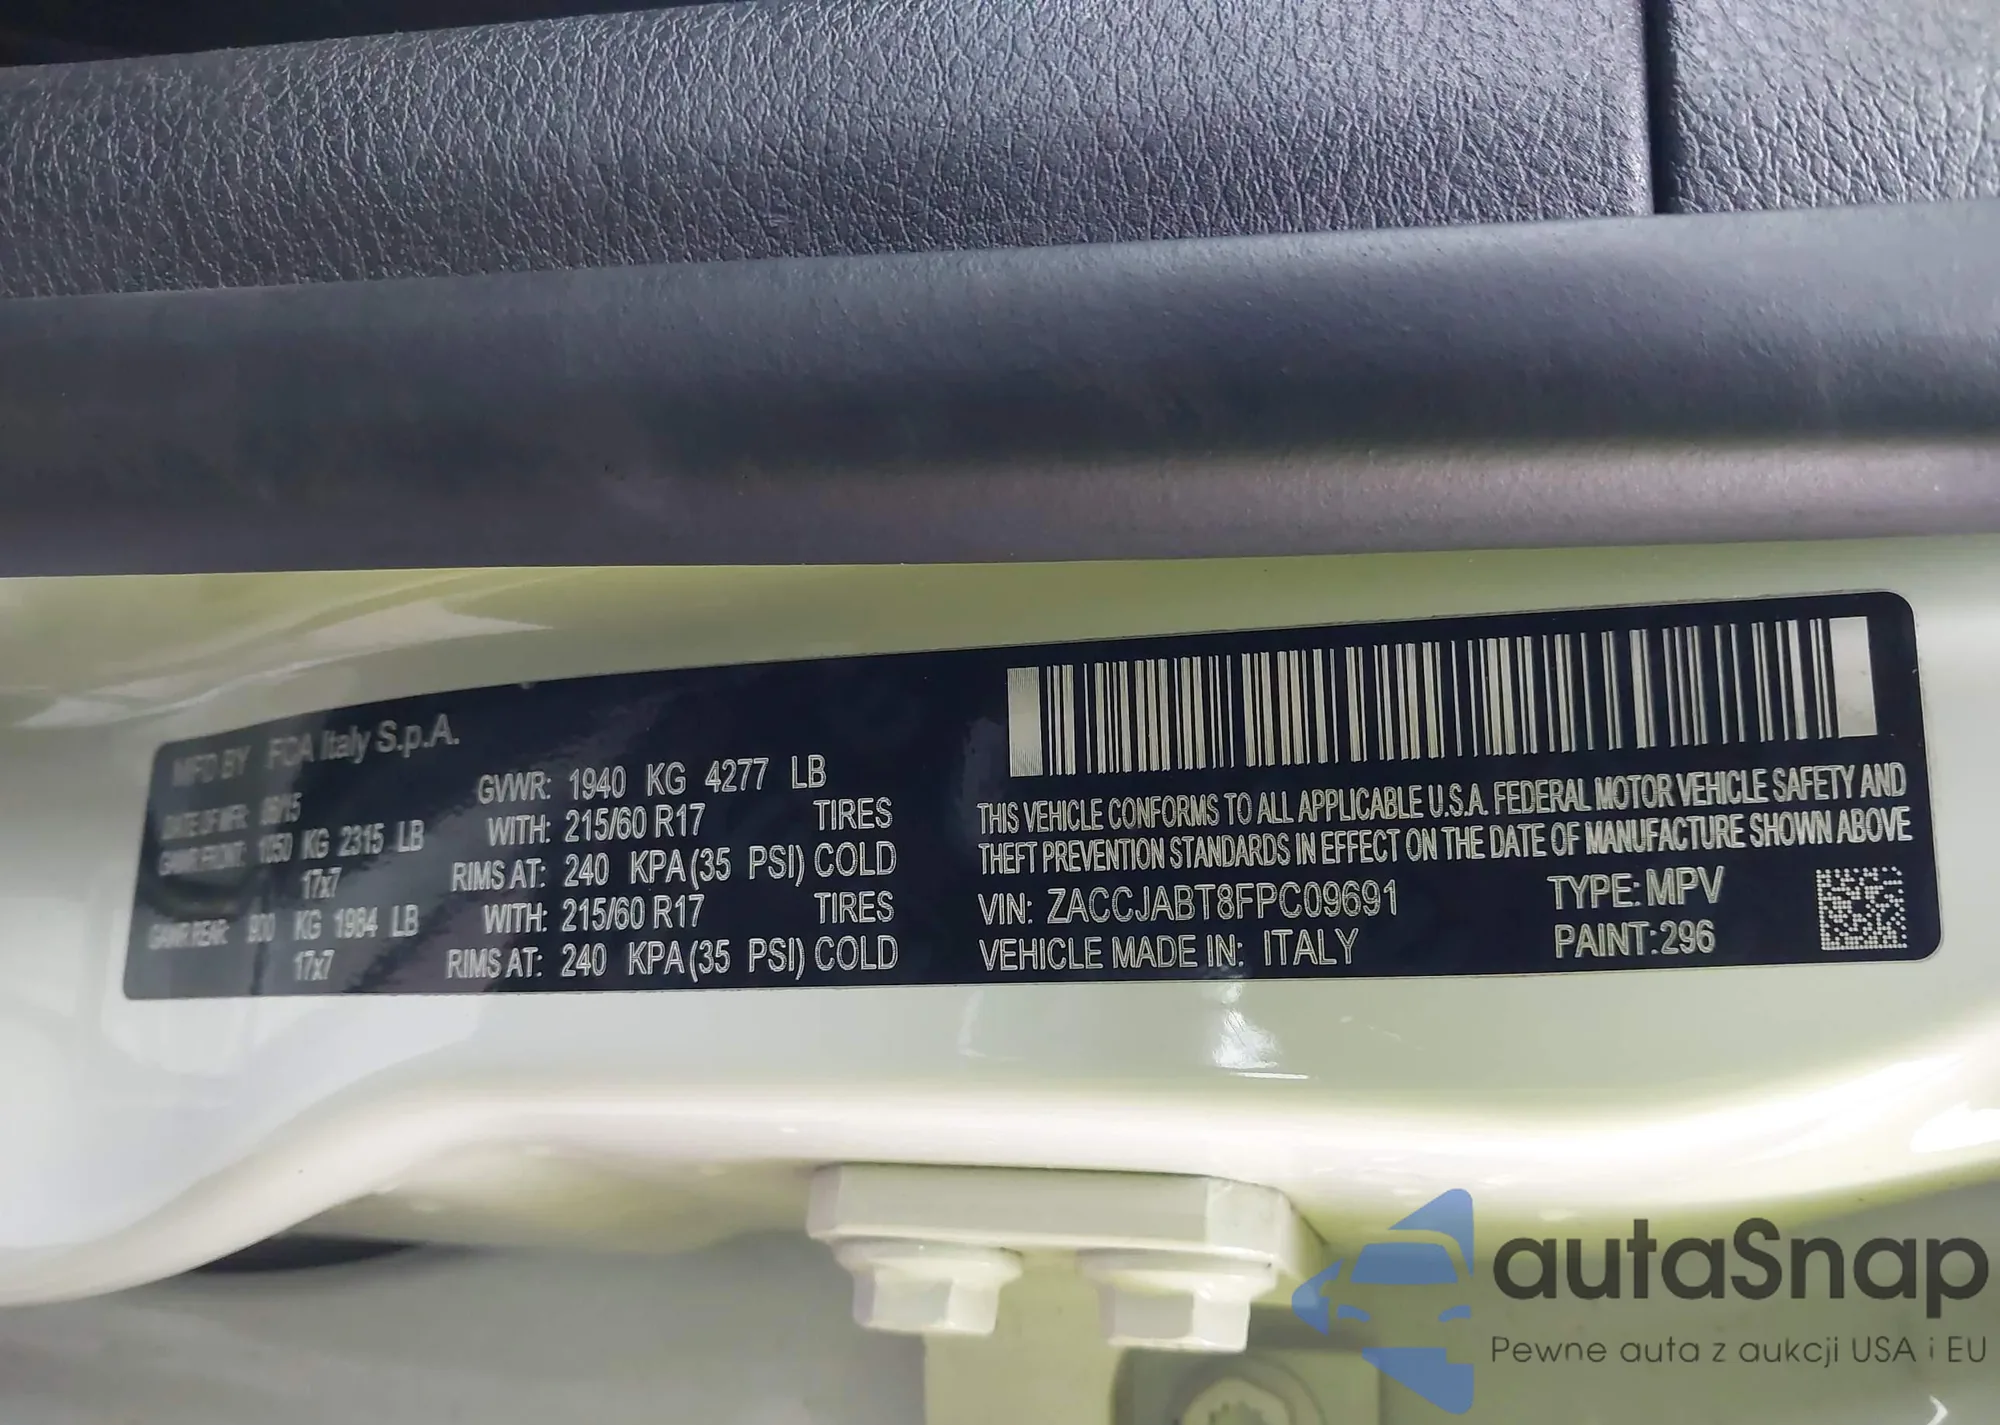 MFD BY FCA Italy S.p.A.
DATE OF MFR: 06/15 GVWR: 1940 KG 4277 LB
GAWR FRONT: 1050 KG 2315 LB WITH: 215/60 R17 TIRES
17x7 RIMS AT: 240 KPA(35 PSI) COLD
GAWR REAR: 900 KG 1984 LB WITH: 215/60 R17 TIRES
17x7 RIMS AT: 240 KPA(35 PSI) COLD
THIS VEHICLE CONFORMS TO ALL APPLICABLE U.S.A. FEDERAL MOTOR VEHICLE SAFETY AND
THEFT PREVENTION STANDARDS IN EFFECT ON THE DATE OF MANUFACTURE SHOWN ABOVE
VIN: ZACCJABT8FPC09691 TYPE: MPV
VEHICLE MADE IN: ITALY PAINT:296
autaSnap
Pewne auta z aukcji USA i EU